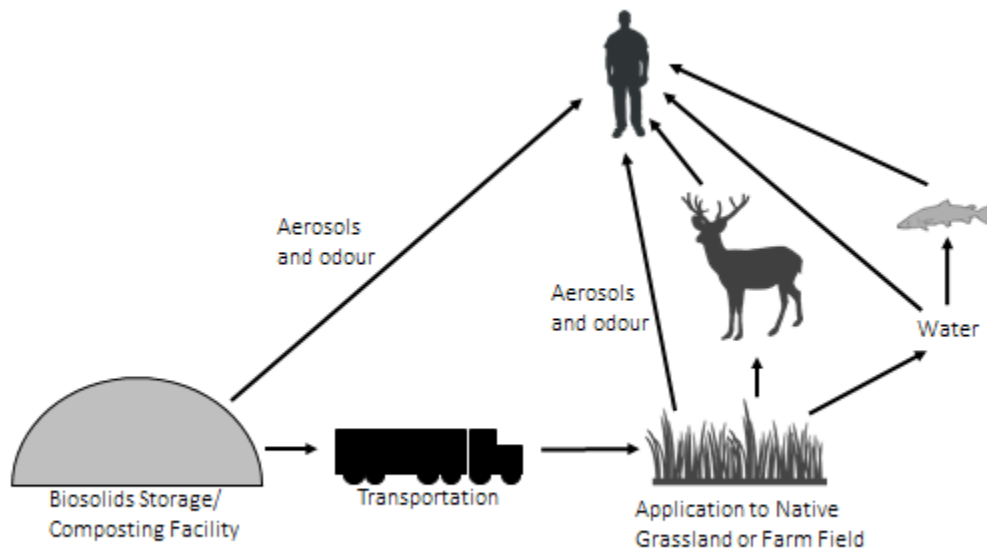 Aerosols
and odour
Aerosols
and odour
Water
Biosolids Storage/
Composting Facility
Transportation
Application to Native
Grassland or Farm Field